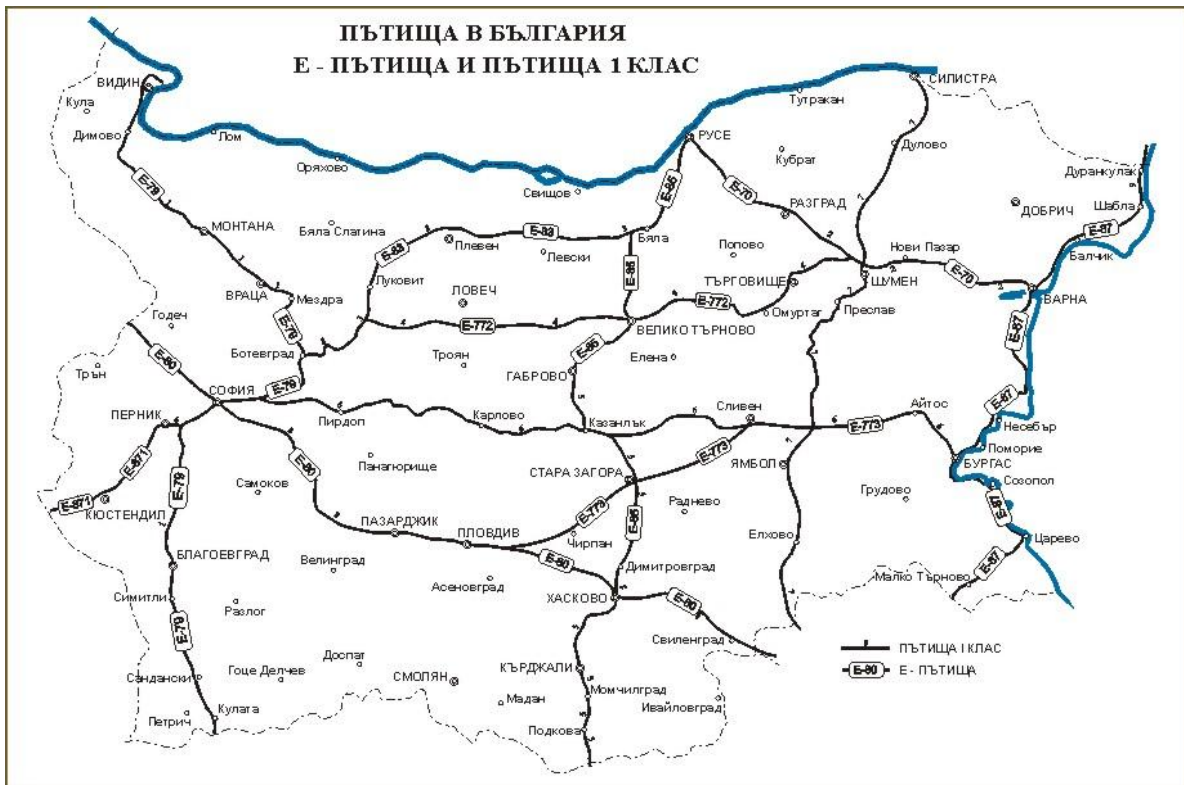 ПЪТИЩА В БЪЛГАРИЯ
Е - ПЪТИЩА И ПЪТИЩА 1 КЛАС
СИЛИСТРА
ВИДИН
Тутракан
Кула
Димово
Лом
РУСЕ
Дулово
Кубрат
Оряхово
Дуранкулак
Е-79
Е-85
Е-70
Свищов
РАЗГРАД
ДОБРИЧ
Шабла
МОНТАНА
Бяла Слатина
Плевен
Е-83
Бяла
Е-87
Е-83
Левски
Попово
Нови Пазар
Балчик
Е-85
ТЪРГОВИЩЕ
ШУМЕН
Е-70
ВРАЦА
Мездра
Луковит
ЛОВЕЧ
Е-772
ВАРНА
Преслав
Годеч
Е-79
Е-772
Омуртаг
ВЕЛИКО ТЪРНОВО
Е-87
Ботевград
Е-85
Трън
Е-80
Троян
Елена
ГАБРОВО
СОФИЯ
Е-79
Е-87
ПЕРНИК
Пирдоп
Карлово
Казанлък
Сливен
Айтос
Несебър
Е-773
Поморие
Е-871
Е-773
Е-80
Панагюрище
СТАРА ЗАГОРА
ЯМБОЛ
БУРГАС
Е-79
Самоков
Созопол
Е-871
Раднево
Грудово
КЮСТЕНДИЛ
ПАЗАРДЖИК
ПЛОВДИВ
Е-773
Е-85
Е-87
Чирпан
Елхово
Царево
БЛАГОЕВГРАД
Велинград
Е-80
Димитровград
Е-87
Асеновград
Малко Търново
Симитли
Разлог
ХАСКОВО
Е-80
Е-79
Свиленград
ПЪТИЩА I КЛАС
Доспат
КЪРДЖАЛИ
Е-80
Е - ПЪТИЩА
Сандански
Гоце Делчев
СМОЛЯН
Момчилград
Мадан
Ивайловград
Петрич
Кулата
Подкова